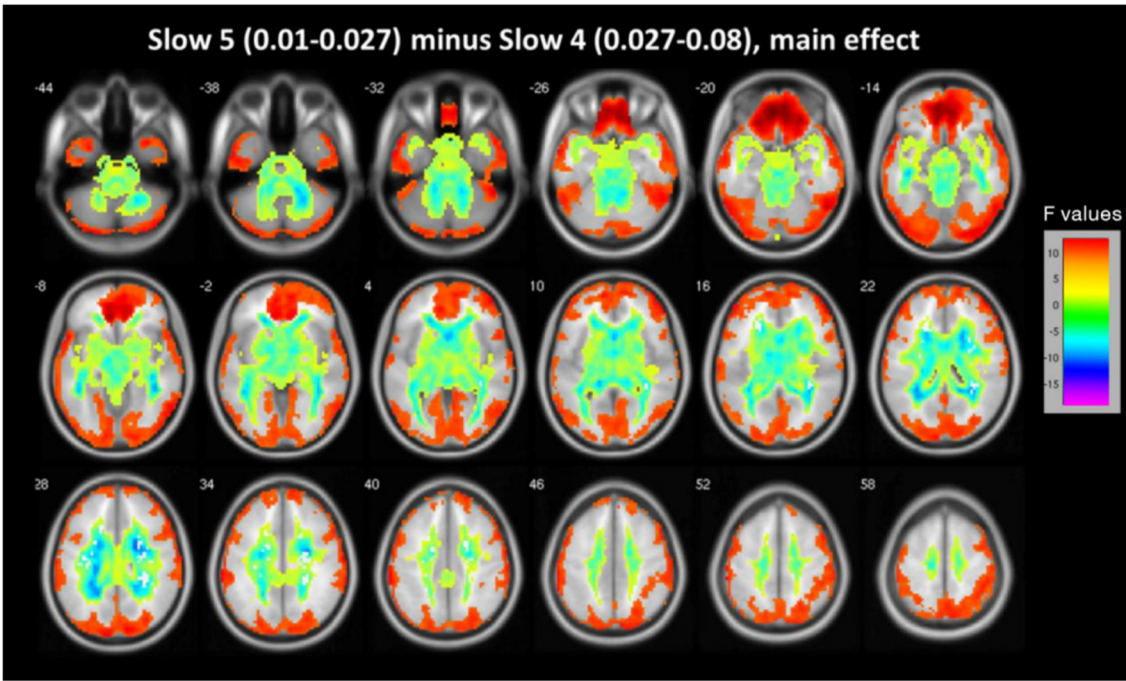 Slow 5 (0.01-0.027) minus Slow 4 (0.027-0.08), main effect
-44 -38 -32 -26 -20 -14
F values
10
5
0
-5
-10
-15
-8 -2 4 10 16 22
28 34 40 46 52 58